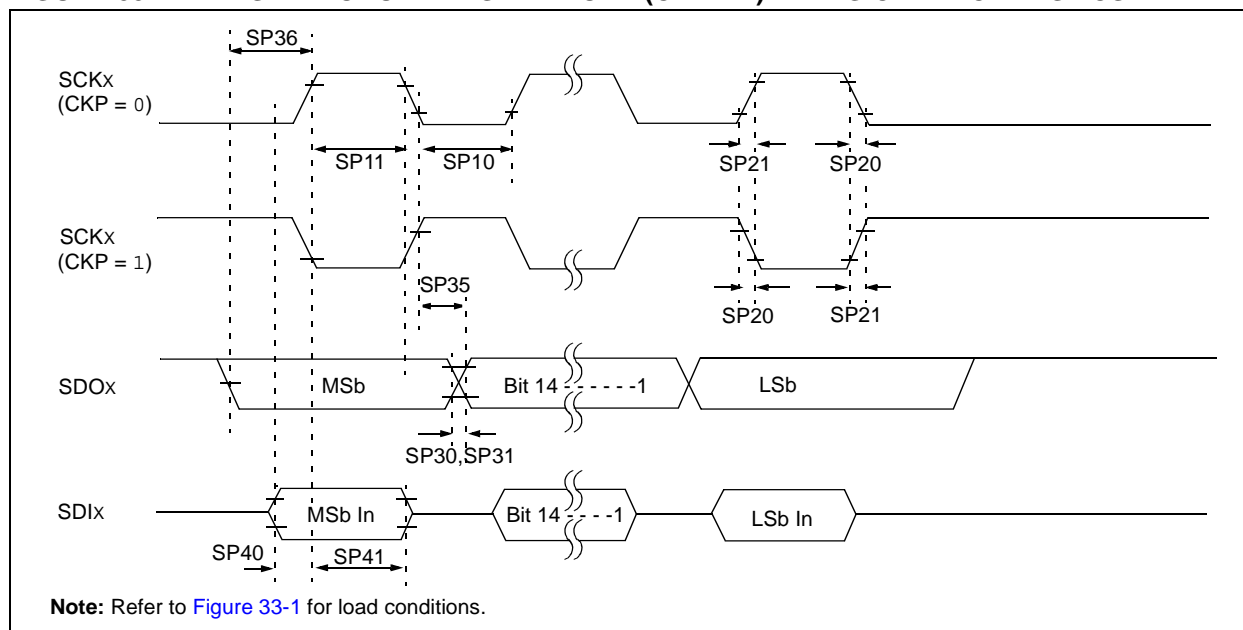 SP36
SCKx
(CKP = 0)
SP11
SP10
SP21
SP20
SCKx
(CKP = 1)
SP35
SP20
SP21
SDOx
MSb
Bit 14 - - - - - -1
LSb
SP30,SP31
SDIx
MSb In
Bit 14 - - - -1
LSb In
SP40
SP41
Note: Refer to Figure 33-1 for load conditions.